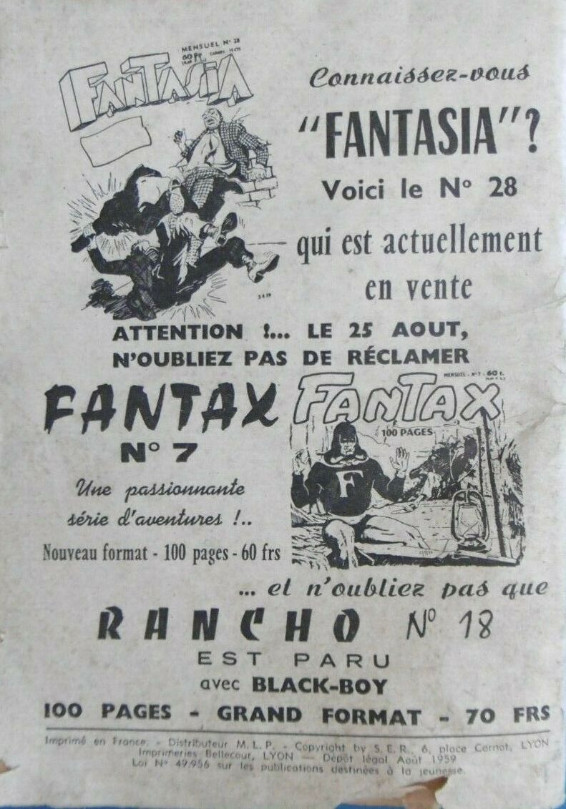 MENSUEL N° 28
FANTASIA
Connaissez-vous
"FANTASIA"?
Voici le N° 28
qui est actuellement
en vente
ATTENTION !... LE 25 AOUT,
N'OUBLIEZ PAS DE RÉCLAMER
FANTAX
N° 7
Une passionnante
série d'aventures !..
Nouveau format - 100 pages - 60 frs
MENSUEL - N° 7 - 60 f.
FANTAX
100 PAGES
F
... et n'oubliez pas que
RANCHO N° 18
EST PARU
avec BLACK-BOY
100 PAGES - GRAND FORMAT - 70 FRS
Imprimé en France. - Distributeur M. L. P. - Copyright by S. E. R., 6, place Carnot, LYON
Imprimeries Bellecour, LYON — Dépôt légal Août 1959
Loi N° 49.956 sur les publications destinées à la jeunesse.